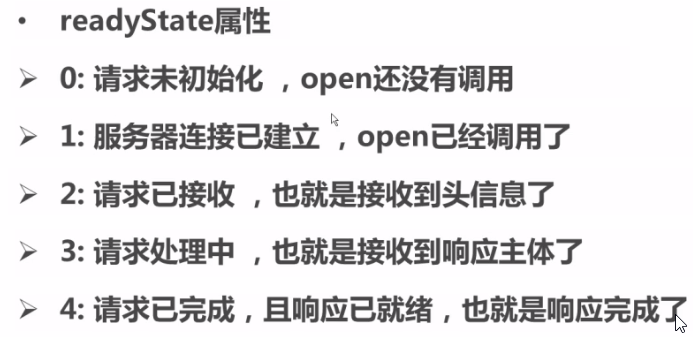 • readyState属性
➢ 0: 请求未初始化 ，open还没有调用
➢ 1: 服务器连接已建立 ，open已经调用了
➢ 2: 请求已接收 ，也就是接收到头信息了
➢ 3: 请求处理中 ，也就是接收到响应主体了
➢ 4: 请求已完成，且响应已就绪，也就是响应完成了